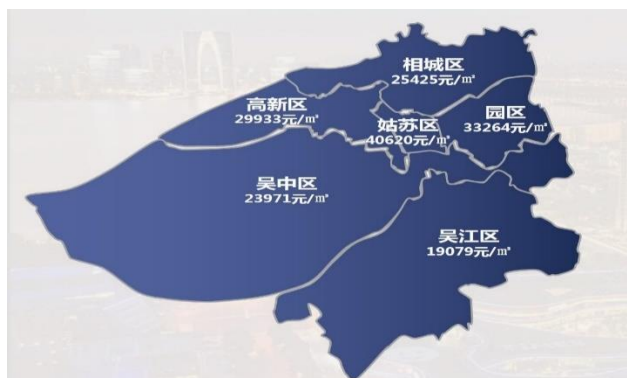 相城区
25425元/㎡
高新区
29933元/㎡
园区
33264元/㎡
姑苏区
40620元/㎡
吴中区
23971元/㎡
吴江区
19079元/㎡